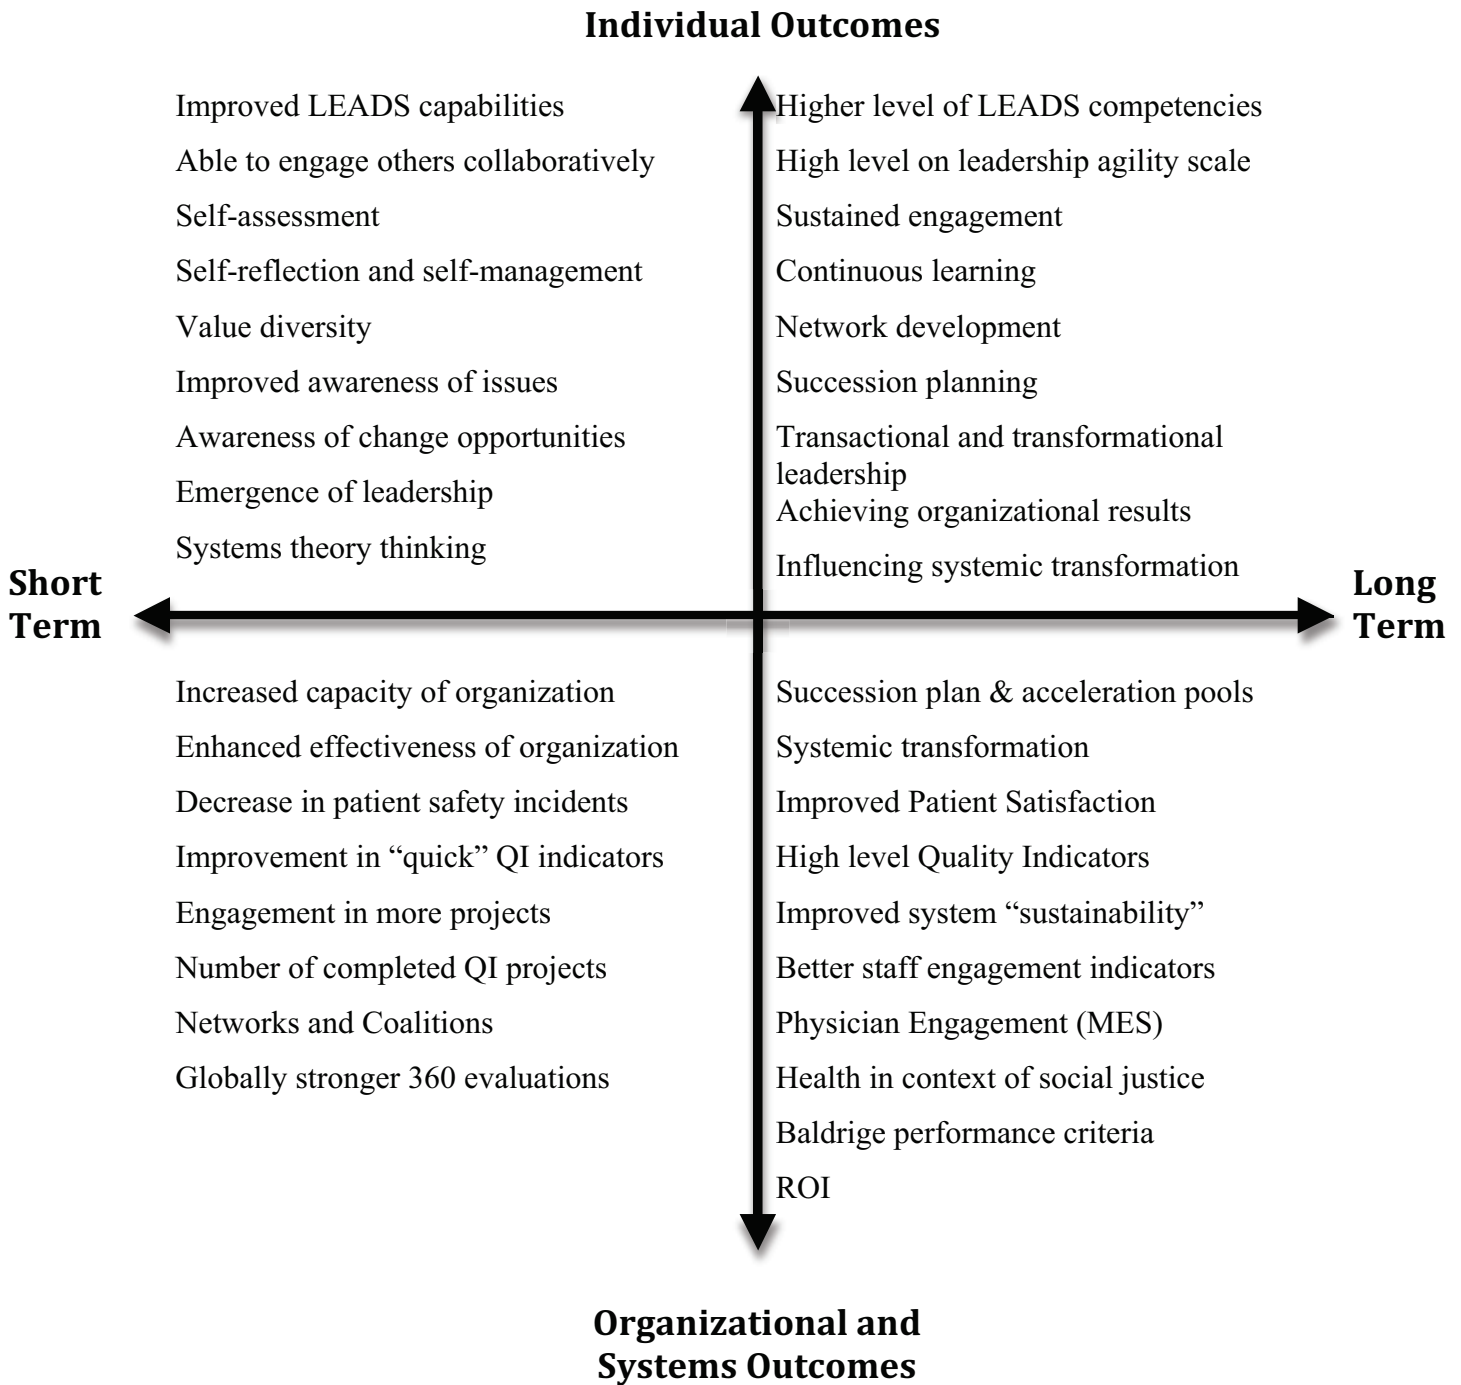 Individual Outcomes
Improved LEADS capabilities
Able to engage others collaboratively
Self-assessment
Self-reflection and self-management
Value diversity
Improved awareness of issues
Awareness of change opportunities
Emergence of leadership
Systems theory thinking
Higher level of LEADS competencies
High level on leadership agility scale
Sustained engagement
Continuous learning
Network development
Succession planning
Transactional and transformational
leadership
Achieving organizational results
Influencing systemic transformation
Short
Term
Long
Term
Increased capacity of organization
Enhanced effectiveness of organization
Decrease in patient safety incidents
Improvement in “quick” QI indicators
Engagement in more projects
Number of completed QI projects
Networks and Coalitions
Globally stronger 360 evaluations
Succession plan & acceleration pools
Systemic transformation
Improved Patient Satisfaction
High level Quality Indicators
Improved system “sustainability”
Better staff engagement indicators
Physician Engagement (MES)
Health in context of social justice
Baldrige performance criteria
ROI
Organizational and
Systems Outcomes